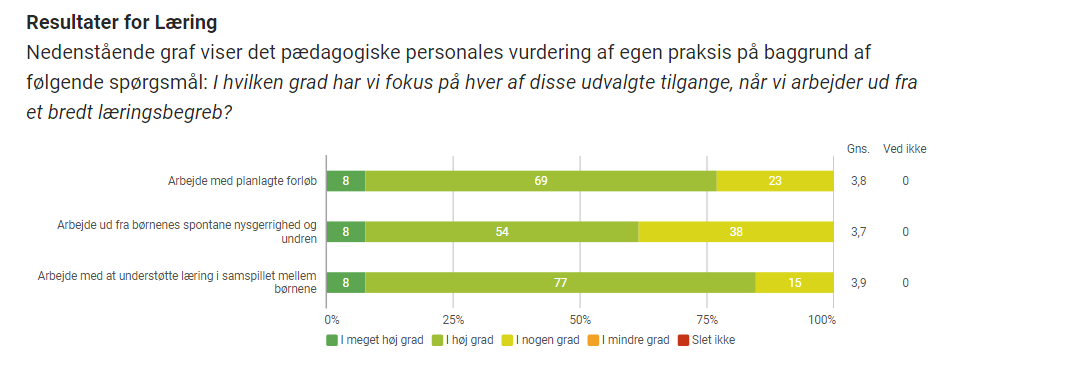 Resultater for Læring
Nedenstående graf viser det pædagogiske personales vurdering af egen praksis på baggrund af
følgende spørgsmål: I hvilken grad har vi fokus på hver af disse udvalgte tilgange, når vi arbejder ud fra
et bredt læringsbegreb?
Gns. Ved ikke
Arbejde med planlagte forløb 8 69 23 3,8 0
Arbejde ud fra børnenes spontane nysgerrighed og
undren 8 54 38 3,7 0
Arbejde med at understøtte læring i samspillet mellem
børnene 8 77 15 3,9 0
0% 25% 50% 75% 100%
I meget høj grad I høj grad I nogen grad I mindre grad Slet ikke